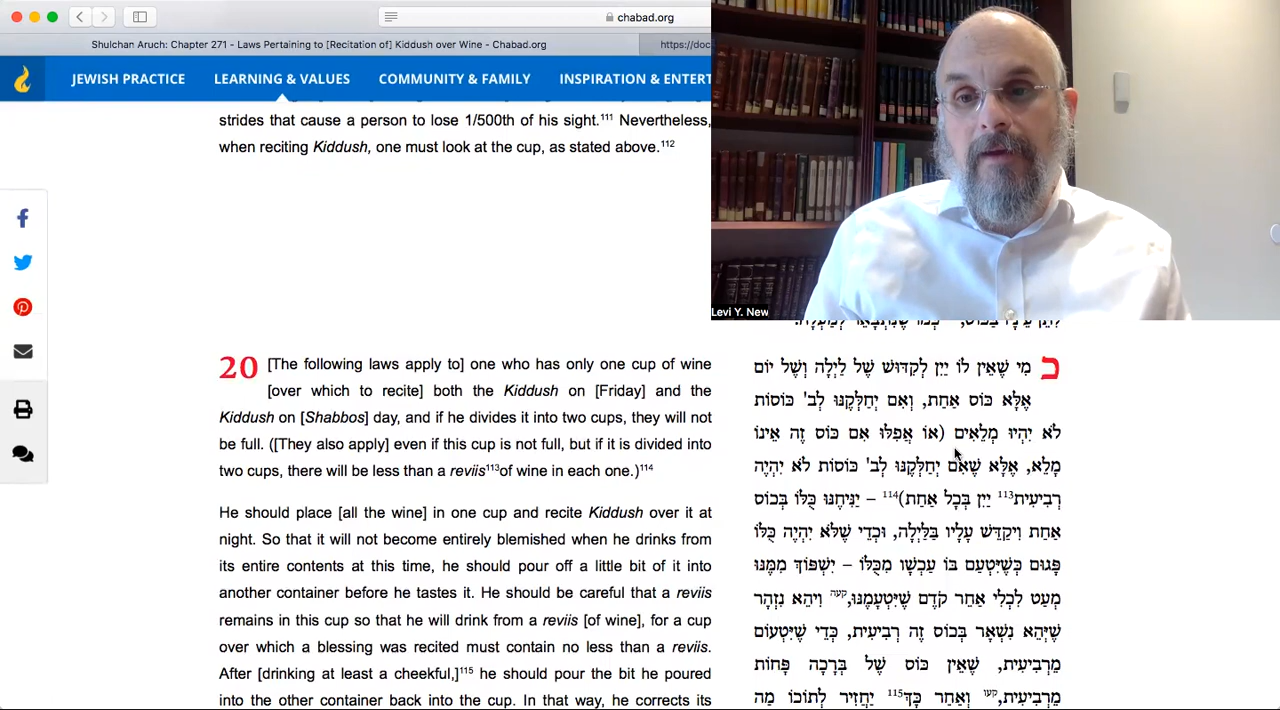 chabad.org
Shulchan Aruch: Chapter 271 - Laws Pertaining to [Recitation of] Kiddush over Wine - Chabad.org
https://doc
JEWISH PRACTICE LEARNING & VALUES COMMUNITY & FAMILY INSPIRATION & ENTERT
strides that cause a person to lose 1/500th of his sight.111 Nevertheless,
when reciting Kiddush, one must look at the cup, as stated above.112
Levi Y. New
20 [The following laws apply to] one who has only one cup of wine
[over which to recite] both the Kiddush on [Friday] and the
Kiddush on [Shabbos] day, and if he divides it into two cups, they will not
be full. ([They also apply] even if this cup is not full, but if it is divided into
two cups, there will be less than a reviis113of wine in each one.)114
He should place [all the wine] in one cup and recite Kiddush over it at
night. So that it will not become entirely blemished when he drinks from
its entire contents at this time, he should pour off a little bit of it into
another container before he tastes it. He should be careful that a reviis
remains in this cup so that he will drink from a reviis [of wine], for a cup
over which a blessing was recited must contain no less than a reviis.
After [drinking at least a cheekful,]115 he should pour the bit he poured
into the other container back into the cup. In that way, he corrects its
כ מִי שֶׁאֵין לוֹ יַיִן לְקִדּוּשׁ שֶׁל לַיְלָה וְשֶׁל יוֹם
אֶלָּא כּוֹס אַחַת, וְאִם יְחַלְּקֶנּוּ לְב' כּוֹסוֹת
לֹא יִהְיוּ מְלֵאִים (אוֹ אֲפִלּוּ אִם כּוֹס זֶה אֵינוֹ
מָלֵא, אֶלָּא שֶׁאִם יְחַלְּקֶנּוּ לְב' כּוֹסוֹת לֹא יִהְיֶה
רְבִיעִית113 יַיִן בְּכָל אַחַת)114 – יַנִּיחֶנּוּ כֻּלּוֹ בְּכוֹס
אַחַת וִיקַדֵּשׁ עָלָיו בַּלַּיְלָה, וּכְדֵי שֶׁלֹּא יִהְיֶה כֻּלּוֹ
פָּגוּם כְּשֶׁיִּטְעַם בּוֹ עַכְשָׁו מִכֻּלּוֹ – יִשְׁפּוֹךְ מִמֶּנּוּ
מְעַט לִכְלִי אַחֵר קֹדֶם שֶׁיִּטְעָמֶנּוּ,קעה וִיהֵא נִזְהָר
שֶׁיְּהֵא נִשְׁאָר בְּכוֹס זֶה רְבִיעִית, כְּדֵי שֶׁיִּטְעוֹם
מֵרְבִיעִית, שֶׁאֵין כּוֹס שֶׁל בְּרָכָה פָּחוֹת
מֵרְבִיעִית,קעו וְאַחַר כָּךְ115 יַחֲזִיר לְתוֹכוֹ מַה